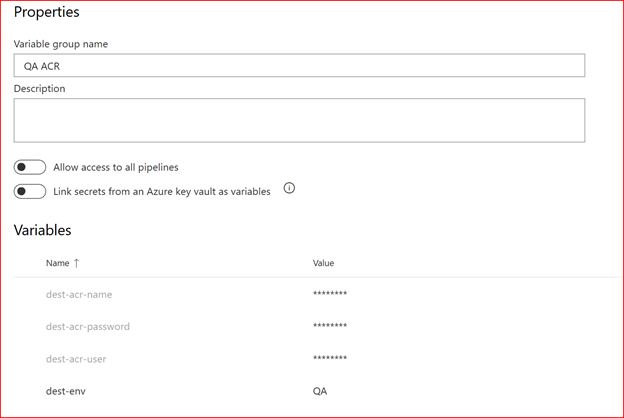 Properties
Variable group name
QA ACR
Description
Allow access to all pipelines
Link secrets from an Azure key vault as variables
Variables
Name ↑ Value
dest-acr-name ********
dest-acr-password ********
dest-acr-user ********
dest-env QA